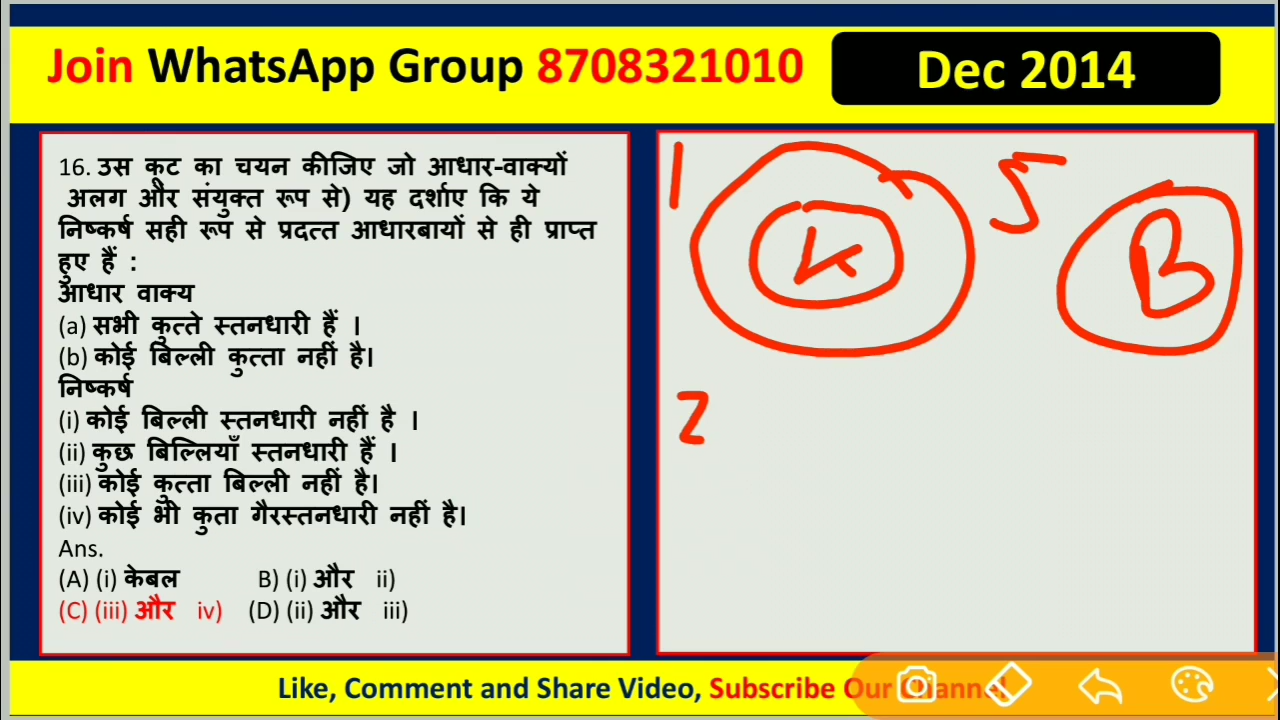 Join WhatsApp Group 8708321010
Dec 2014
16. उस कूट का चयन कीजिए जो आधार-वाक्यों
अलग और संयुक्त रूप से) यह दर्शाए कि ये
निष्कर्ष सही रूप से प्रदत्त आधारबायों से ही प्राप्त
हुए हैं :
आधार वाक्य
(a) सभी कुत्ते स्तनधारी हैं ।
(b) कोई बिल्ली कुत्ता नहीं है।
निष्कर्ष
(i) कोई बिल्ली स्तनधारी नहीं है ।
(ii) कुछ बिल्लियाँ स्तनधारी हैं ।
(iii) कोई कुत्ता बिल्ली नहीं है।
(iv) कोई भी कुता गैरस्तनधारी नहीं है।
Ans.
(A) (i) केबल B) (i) और ii)
(C) (iii) और iv) (D) (ii) और iii)
1
K
B
2
Like, Comment and Share Video, Subscribe Our Channel